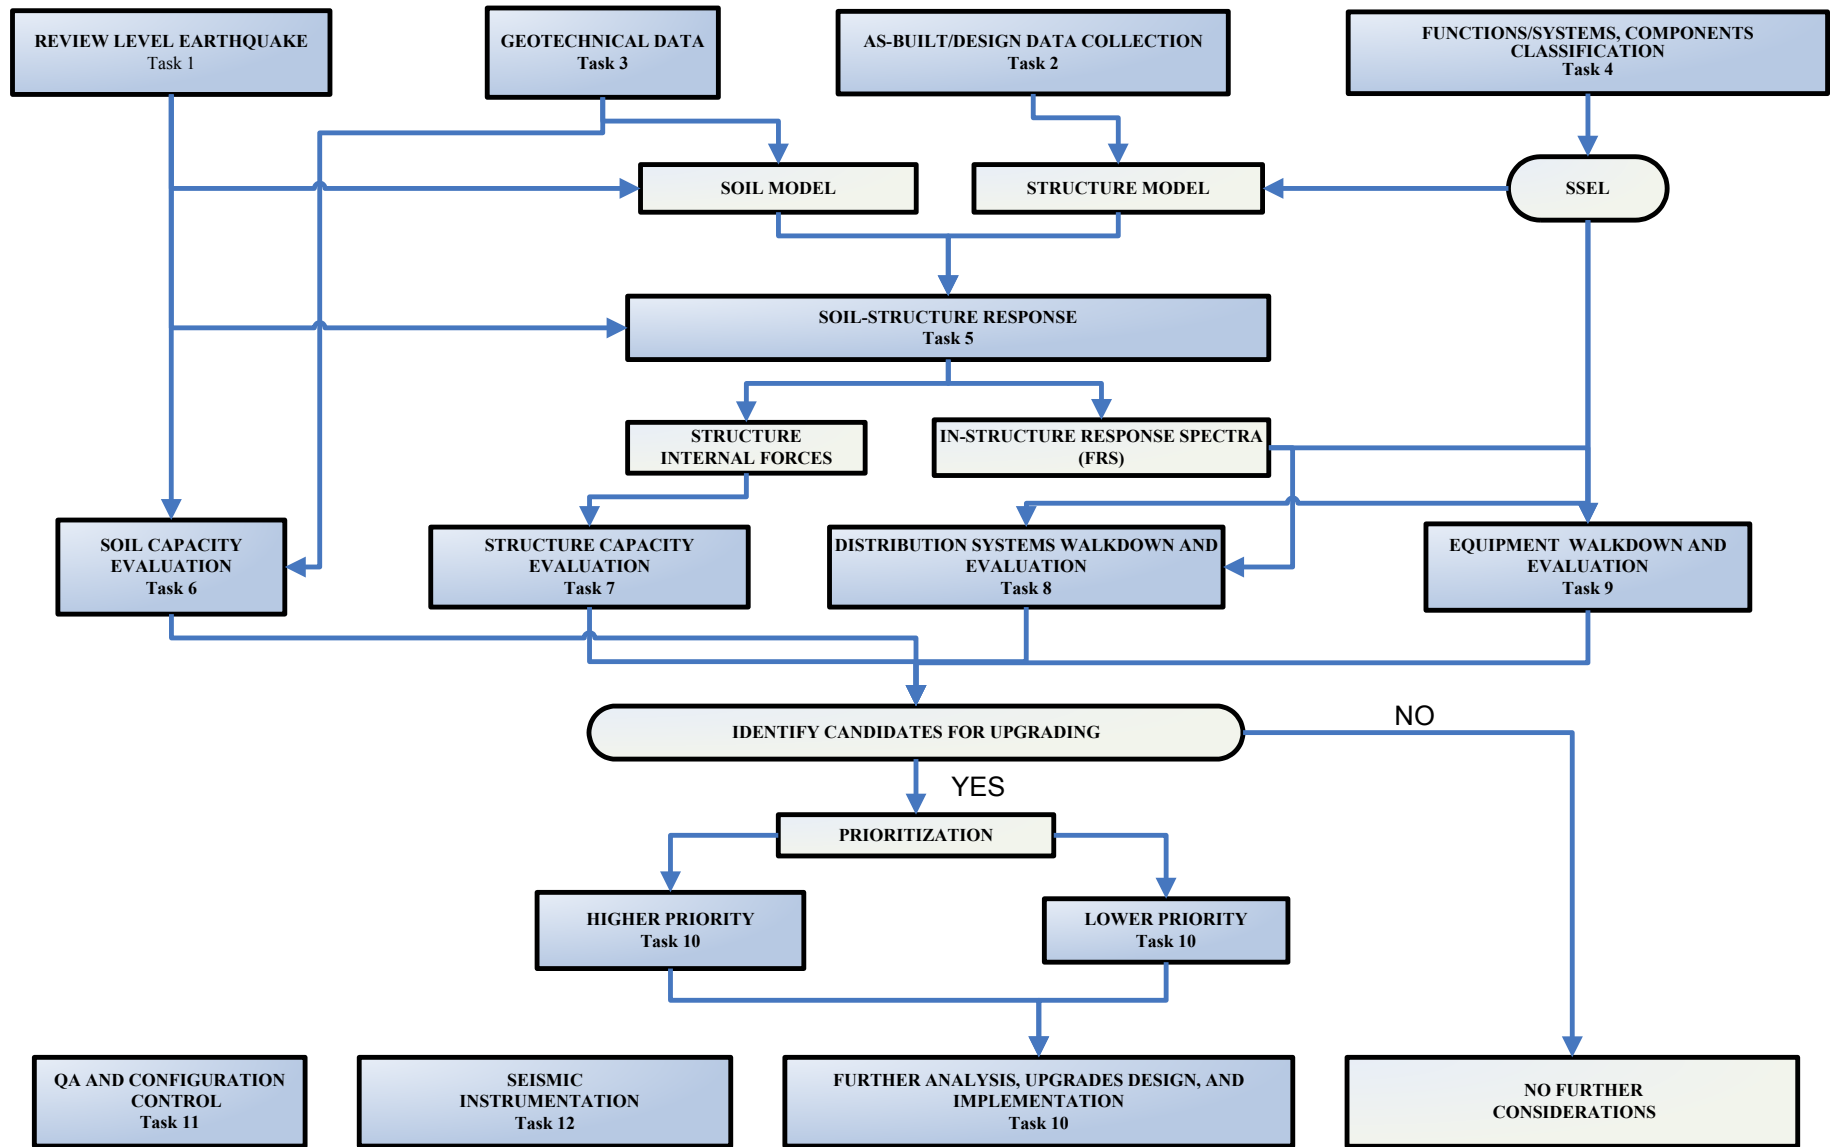 REVIEW LEVEL EARTHQUAKE
Task 1
GEOTECHNICAL DATA
Task 3
AS-BUILT/DESIGN DATA COLLECTION
Task 2
FUNCTIONS/SYSTEMS, COMPONENTS
CLASSIFICATION
Task 4
SOIL MODEL
STRUCTURE MODEL
SSEL
SOIL-STRUCTURE RESPONSE
Task 5
STRUCTURE
INTERNAL FORCES
IN-STRUCTURE RESPONSE SPECTRA
(FRS)
SOIL CAPACITY
EVALUATION
Task 6
STRUCTURE CAPACITY
EVALUATION
Task 7
DISTRIBUTION SYSTEMS WALKDOWN AND
EVALUATION
Task 8
EQUIPMENT WALKDOWN AND
EVALUATION
Task 9
IDENTIFY CANDIDATES FOR UPGRADING
NO
YES
PRIORITIZATION
HIGHER PRIORITY
Task 10
LOWER PRIORITY
Task 10
QA AND CONFIGURATION
CONTROL
Task 11
SEISMIC
INSTRUMENTATION
Task 12
FURTHER ANALYSIS, UPGRADES DESIGN, AND
IMPLEMENTATION
Task 10
NO FURTHER
CONSIDERATIONS